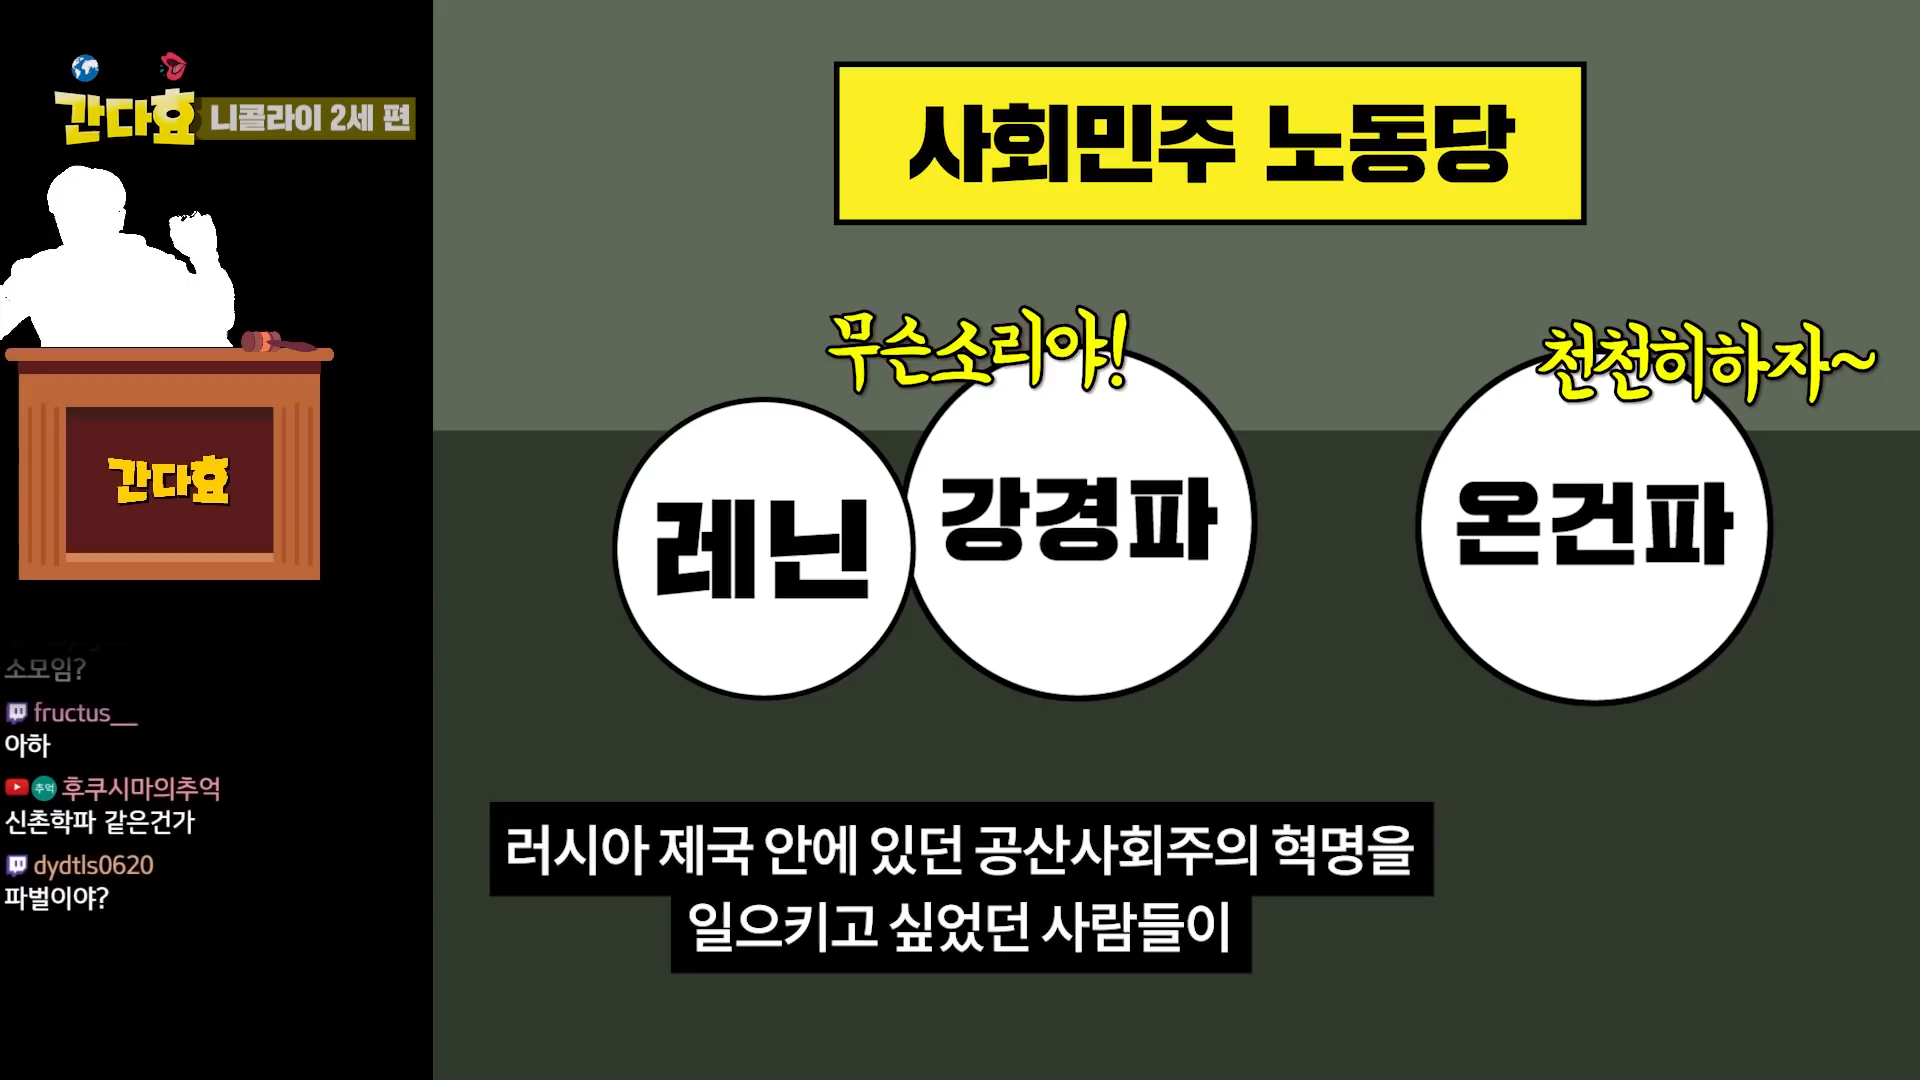 간다효 니콜라이 2세 편
간다효
소모임?
fructus__
아하
추억 후쿠시마의추억
신촌학파 같은건가
dydtls0620
파벌이야?
사회민주 노동당
무슨소리야!
천천히하자~
레닌
강경파
온건파
러시아 제국 안에 있던 공산사회주의 혁명을
일으키고 싶었던 사람들이